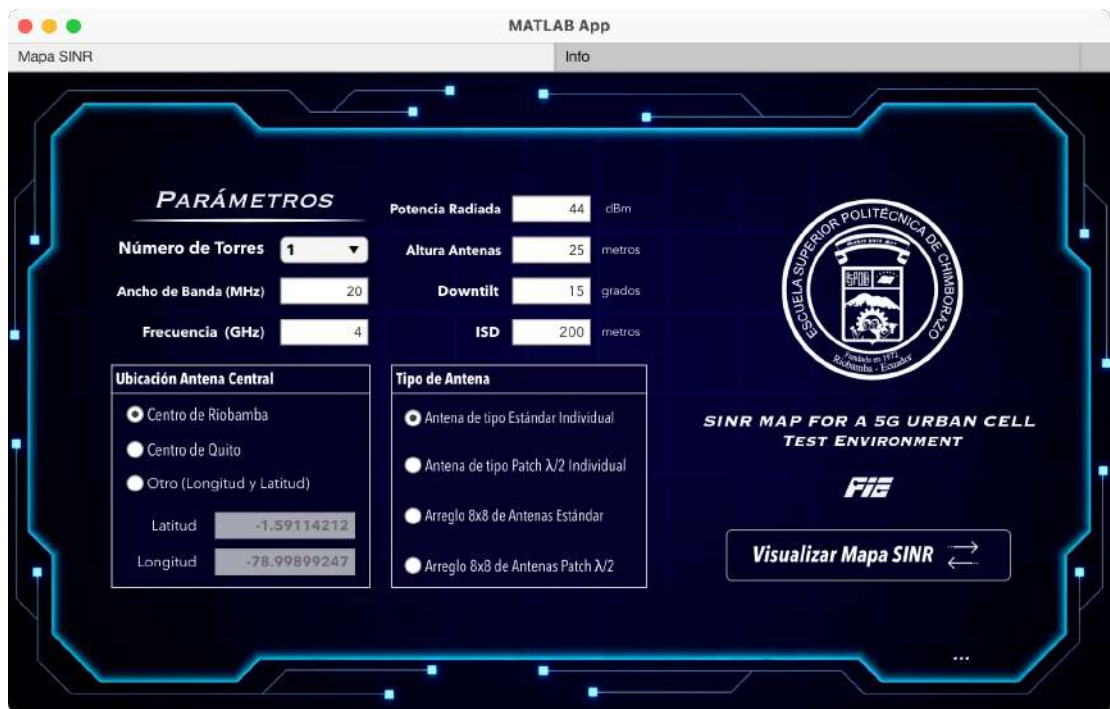 MATLAB App
Mapa SINR
Info
PARÁMETROS
Número de Torres 1
Ancho de Banda (MHz) 20
Frecuencia (GHz) 4
Potencia Radiada 44 dBm
Altura Antenas 25 metros
Downtilt 15 grados
ISD 200 metros
Ubicación Antena Central
Centro de Riobamba
Centro de Quito
Otro (Longitud y Latitud)
Latitud -1.59114212
Longitud -78.99899247
Tipo de Antena
Antena de tipo Estándar Individual
Antena de tipo Patch λ/2 Individual
Arreglo 8x8 de Antenas Estándar
Arreglo 8x8 de Antenas Patch λ/2
ESCUELA SUPERIOR POLITÉCNICA DE CHIMBORAZO
ESPOCH
Fundado en 1972
Riobamba - Ecuador
SINR MAP FOR A 5G URBAN CELL
TEST ENVIRONMENT
FIE
Visualizar Mapa SINR
...